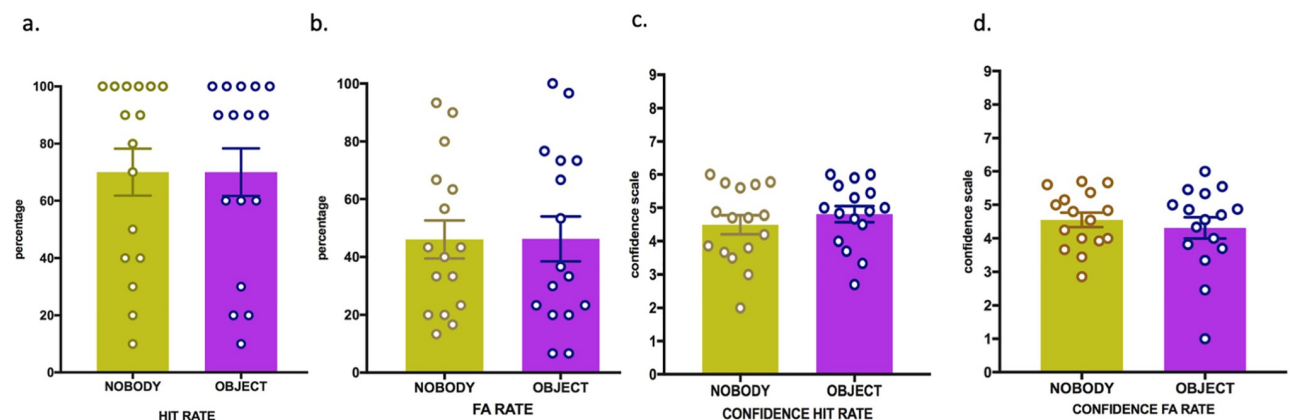 a.
percentage
100
80
60
40
20
0
NOBODY OBJECT
HIT RATE
b.
percentage
100
80
60
40
20
0
NOBODY OBJECT
FA RATE
c.
confidence scale
9
8
7
6
5
4
3
2
1
0
NOBODY OBJECT
CONFIDENCE HIT RATE
d.
confidence scale
9
8
7
6
5
4
3
2
1
0
NOBODY OBJECT
CONFIDENCE FA RATE